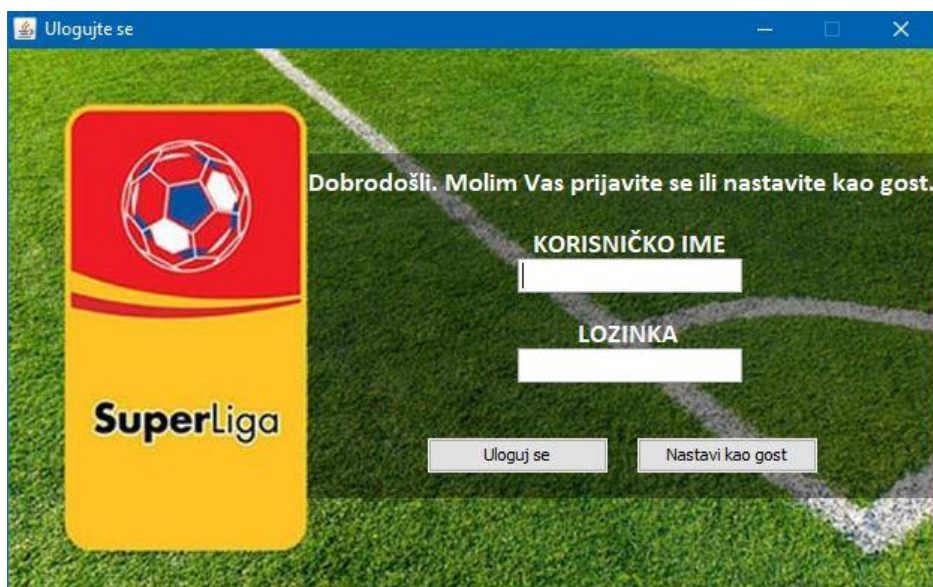 Ulogujte se
Dobrodošli. Molim Vas prijavite se ili nastavite kao gost.
KORISNIČKO IME
LOZINKA
SuperLiga
Uloguj se
Nastavi kao gost